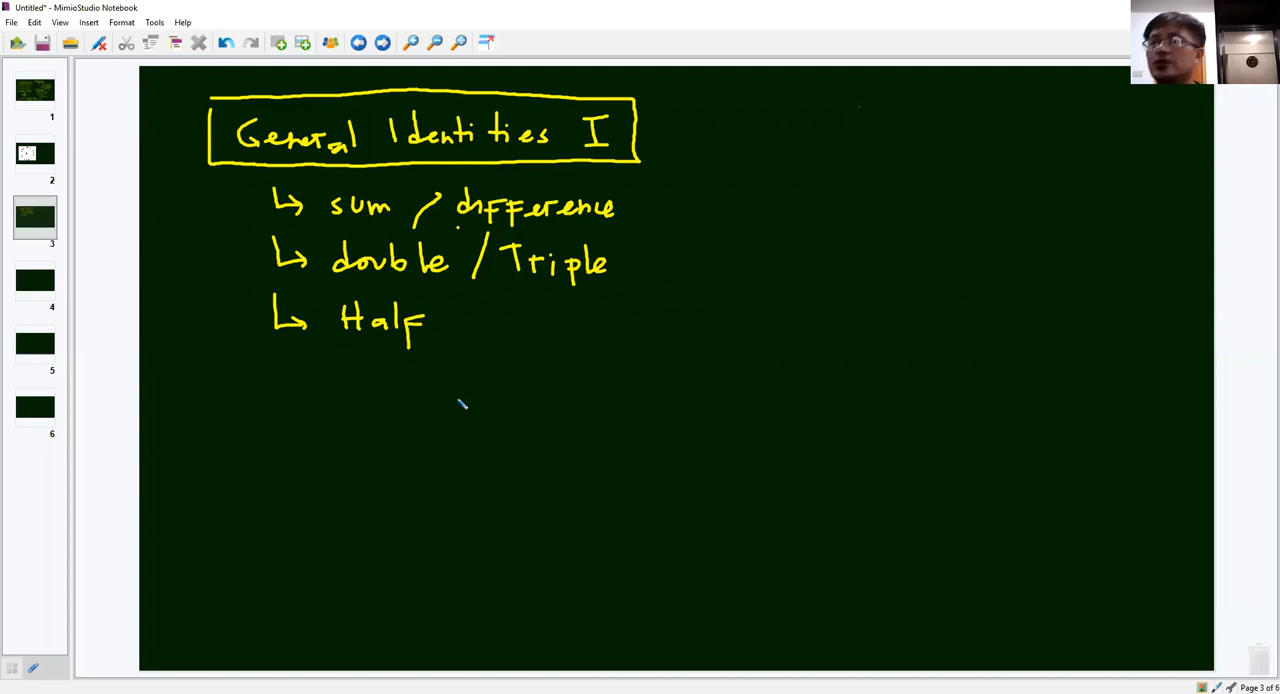 Untitled* - MimioStudio Notebook
File Edit View Insert Format Tools Help
General Identities I
↳ sum / difference
↳ double / Triple
↳ Half
1
2
3
4
5
6
Page 3 of 6